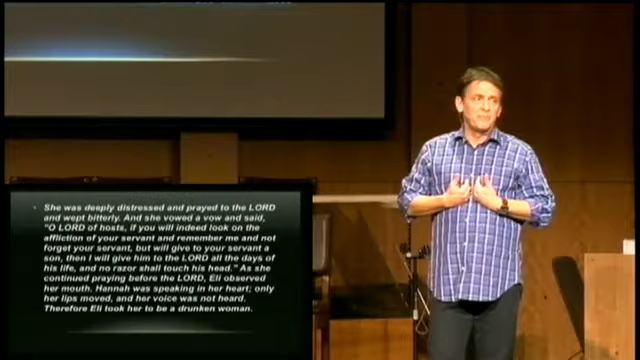 • She was deeply distressed and prayed to the LORD
and wept bitterly. And she vowed a vow and said,
"O LORD of hosts, if you will indeed look on the
affliction of your servant and remember me and not
forget your servant, but will give to your servant a
son, then I will give him to the LORD all the days of
his life, and no razor shall touch his head." As she
continued praying before the LORD, Eli observed
her mouth. Hannah was speaking in her heart; only
her lips moved, and her voice was not heard.
Therefore Eli took her to be a drunken woman.